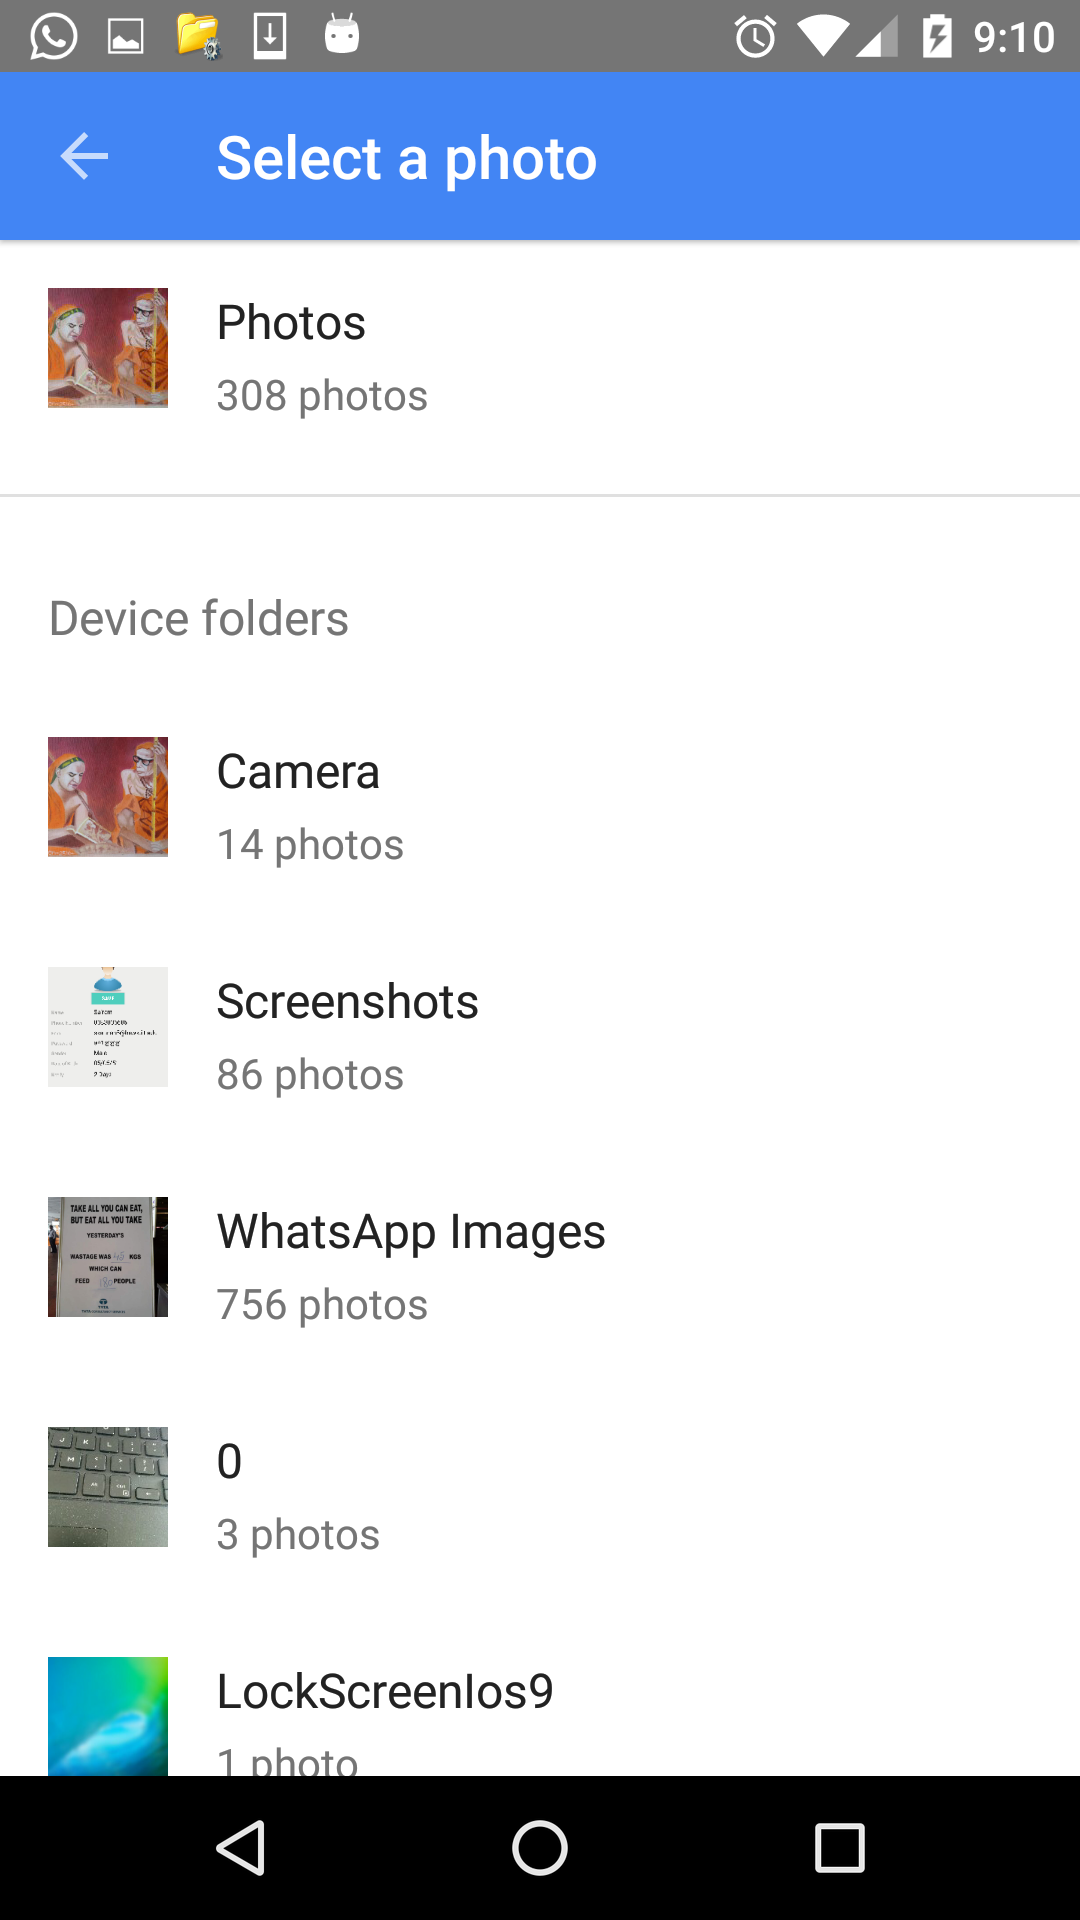 9:10
Select a photo
Photos
308 photos
Device folders
Camera
14 photos
Screenshots
86 photos
TAKE ALL YOU CAN EAT,
BUT EAT ALL YOU TAKE
YESTERDAY'S
WASTAGE WAS 45 KGS
WHICH CAN
FEED 180 PEOPLE
WhatsApp Images
756 photos
0
3 photos
LockScreenIos9
1 photo